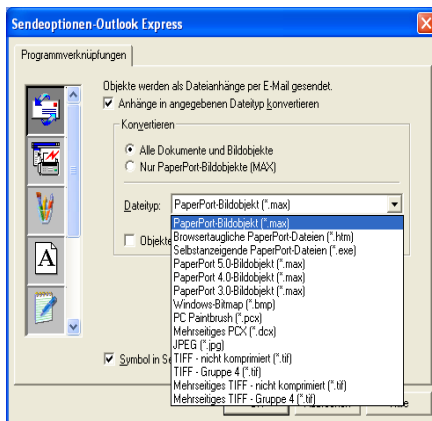 Sendeoptionen-Outlook Express
Programmverknüpfungen
Objekte werden als Dateianhänge per E-Mail gesendet.
Anhänge in angegebenen Dateityp konvertieren
Konvertieren
Alle Dokumente und Bildobjekte
Nur PaperPort-Bildobjekte (MAX)
Dateityp: PaperPort-Bildobjekt (*.max)
PaperPort-Bildobjekt (*.max)
Browsertaugliche PaperPort-Dateien (*.htm)
Selbstanzeigende PaperPort-Dateien (*.exe)
Objekte
PaperPort 5.0-Bildobjekt (*.max)
PaperPort 4.0-Bildobjekt (*.max)
PaperPort 3.0-Bildobjekt (*.max)
Windows-Bitmap (*.bmp)
PC Paintbrush (*.pcx)
Mehrseitiges PCX (*.dcx)
JPEG (*.jpg)
Symbol in Se
TIFF - nicht komprimiert (*.tif)
TIFF - Gruppe 4 (*.tif)
Mehrseitiges TIFF - nicht komprimiert (*.tif)
Mehrseitiges TIFF - Gruppe 4 (*.tif)
A